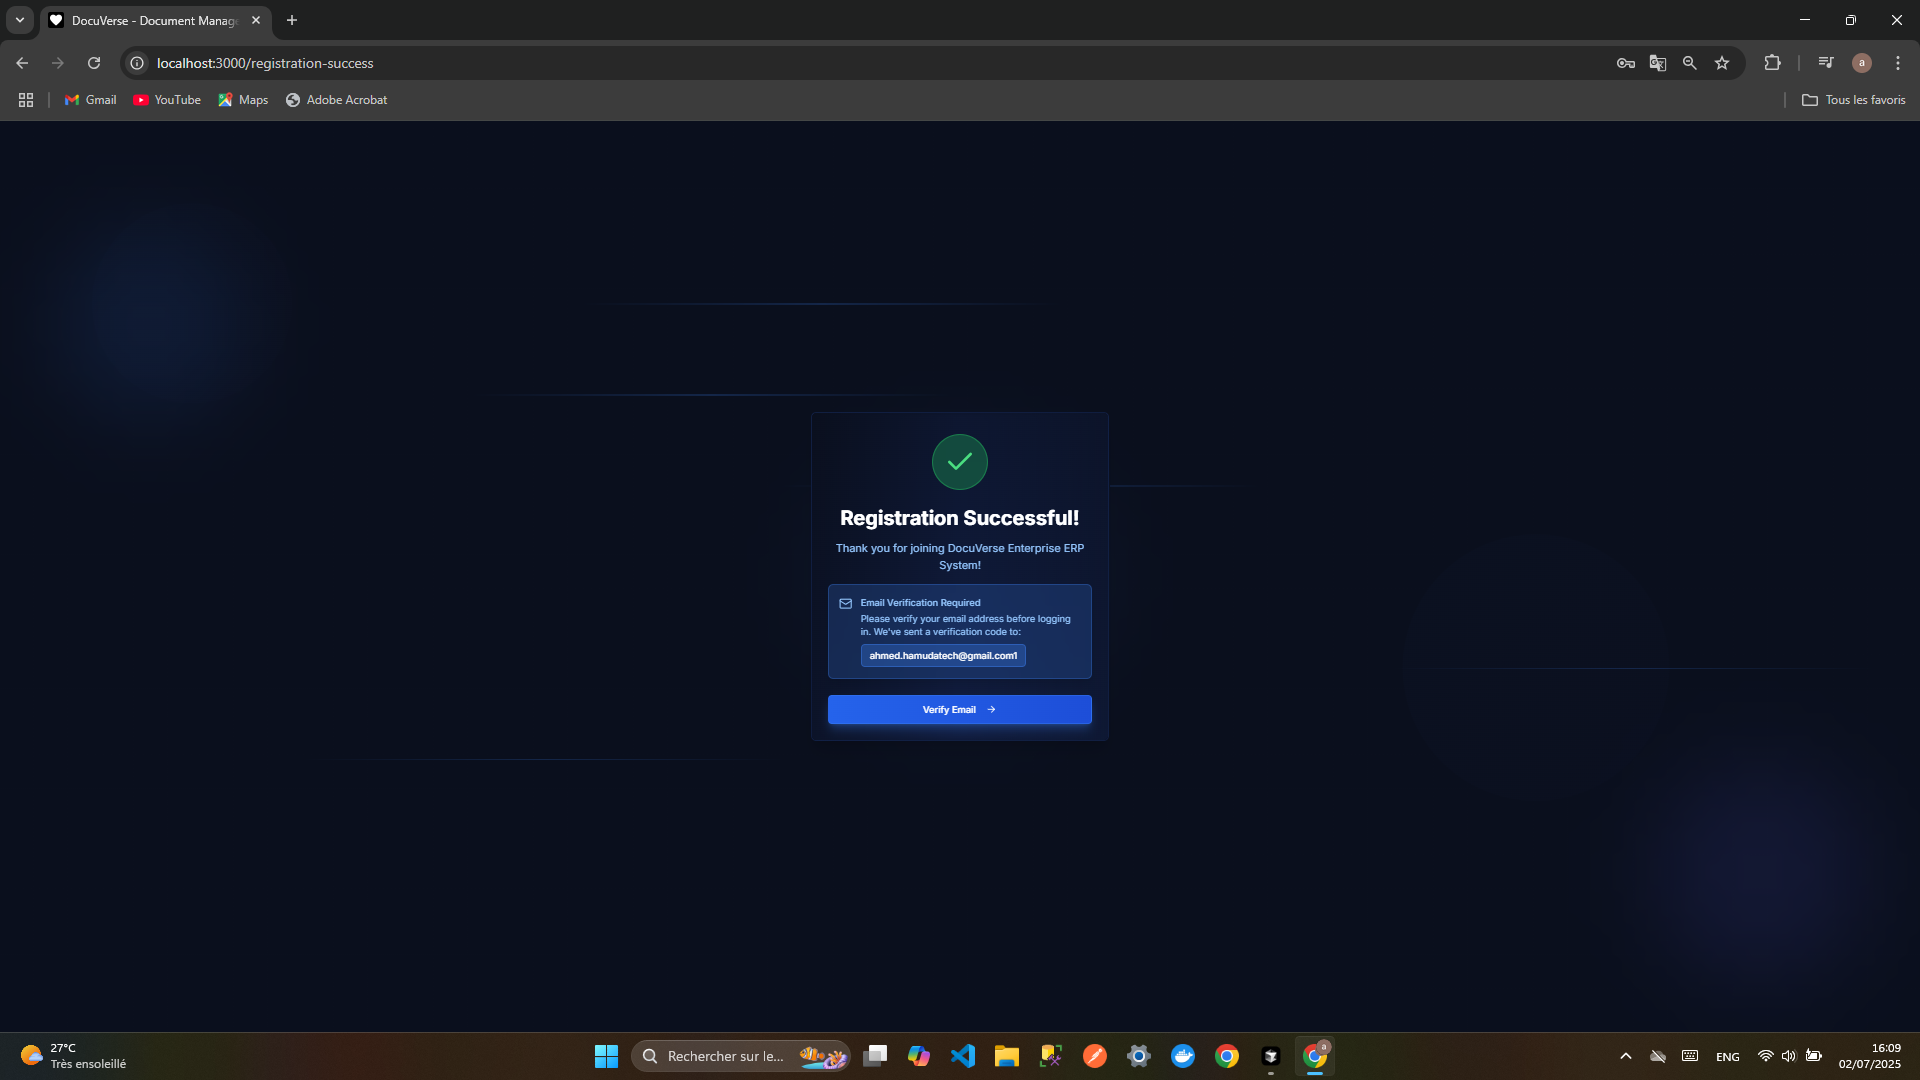 DocuVerse - Document Manag
localhost:3000/registration-success
a
Gmail
YouTube
Maps
Adobe Acrobat
Tous les favoris
Registration Successful!
Thank you for joining DocuVerse Enterprise ERP
System!
Email Verification Required
Please verify your email address before logging
in. We've sent a verification code to:
ahmed.hamudatech@gmail.com1
Verify Email
27°C
Très ensoleillé
Rechercher sur le...
a
ENG
16:09
02/07/2025